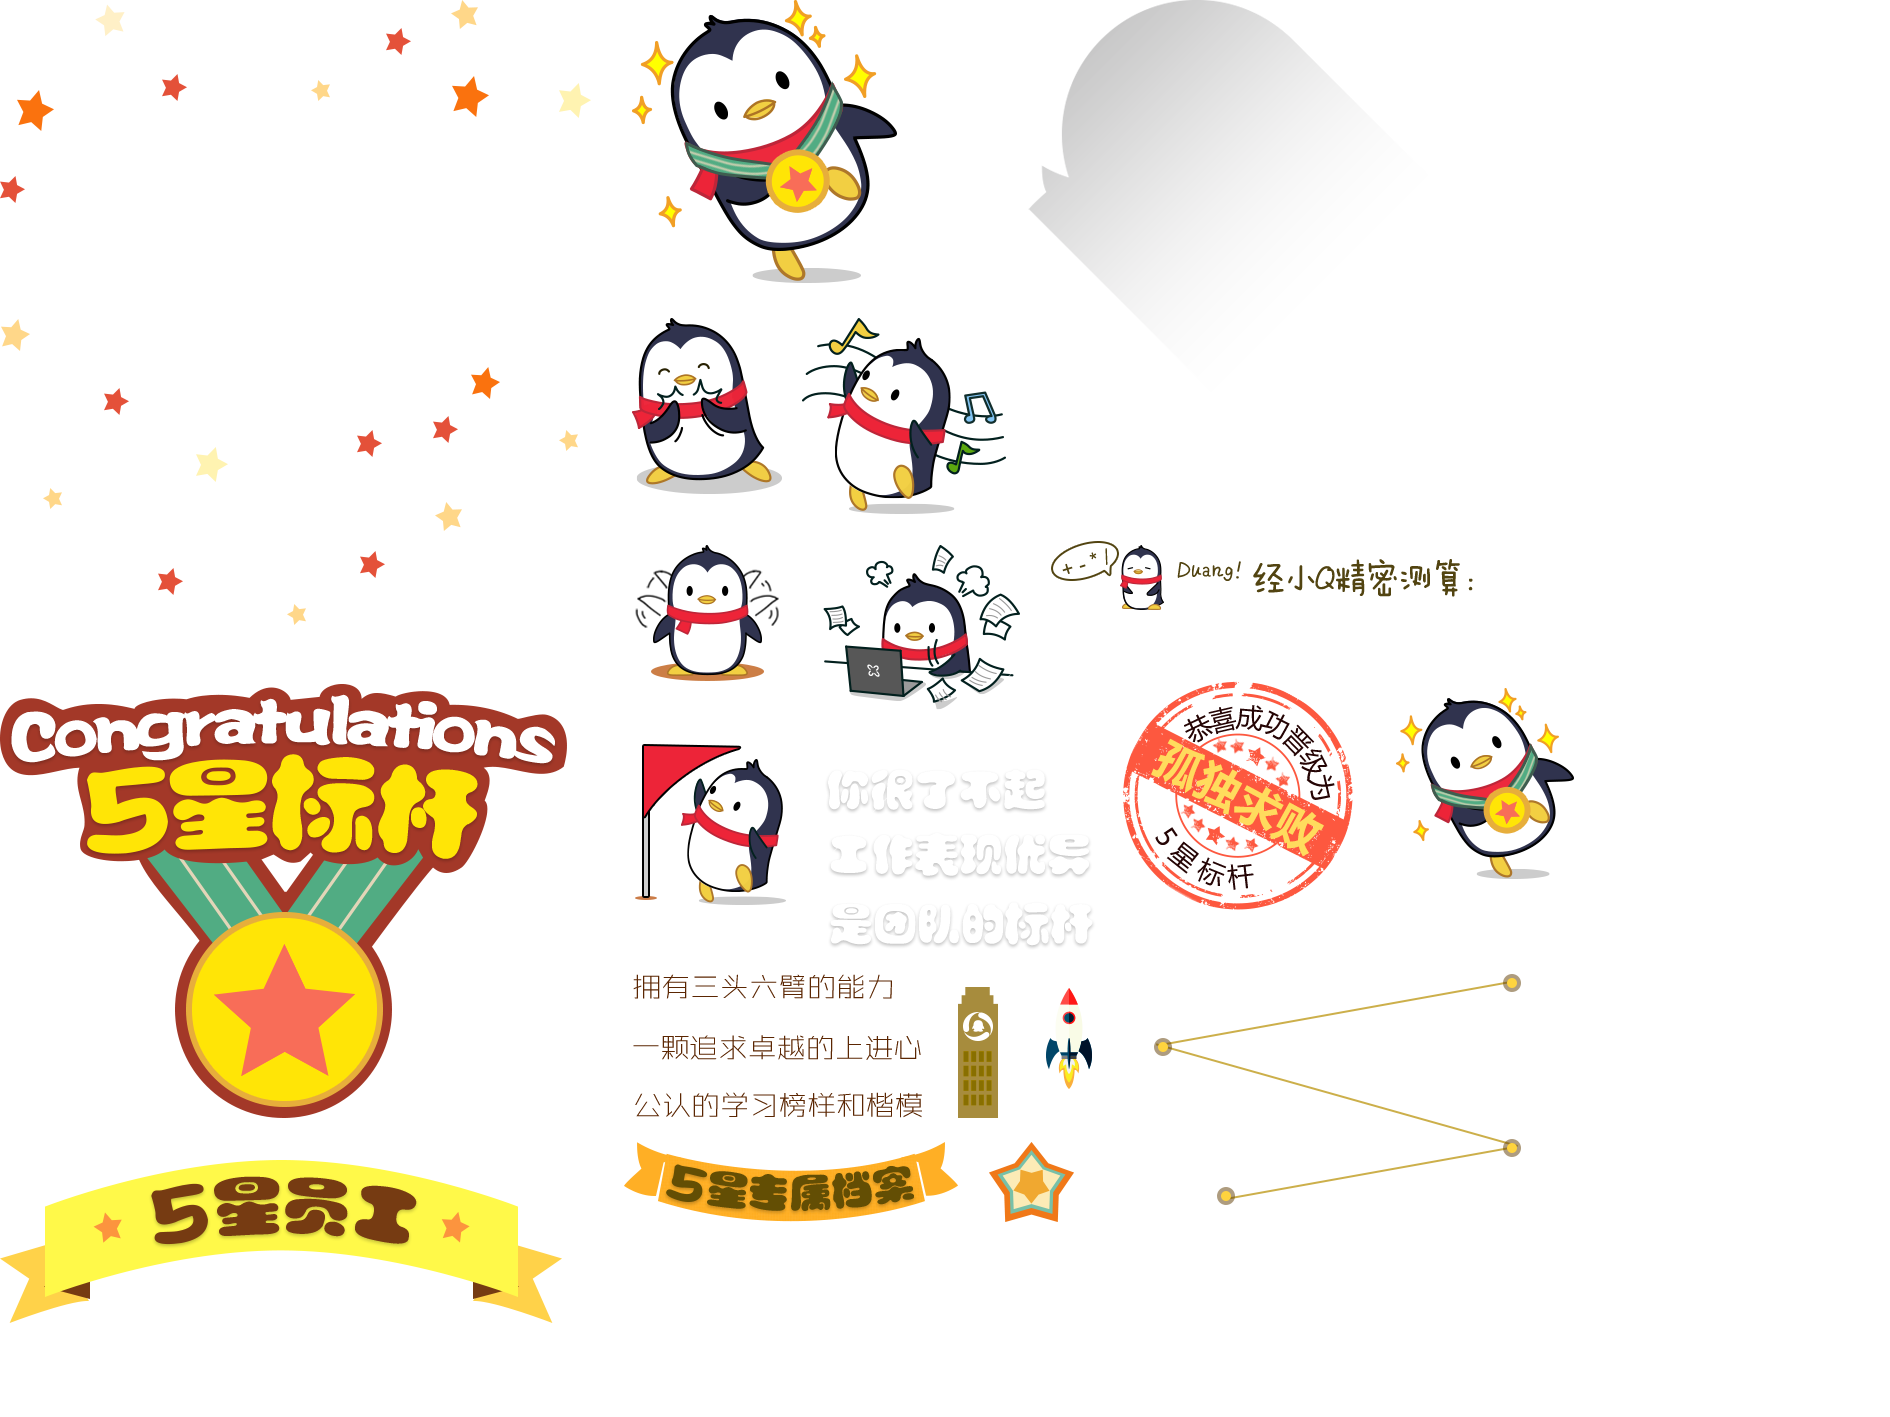 Congratulations
5星标杆
5星员工
+ - * |
Duang! 经小Q精密测算:
你很了不起
工作表现优异
是团队的标杆
恭喜成功晋级为
孤独求败
5星标杆
拥有三头六臂的能力
一颗追求卓越的上进心
公认的学习榜样和楷模
5星专属档案